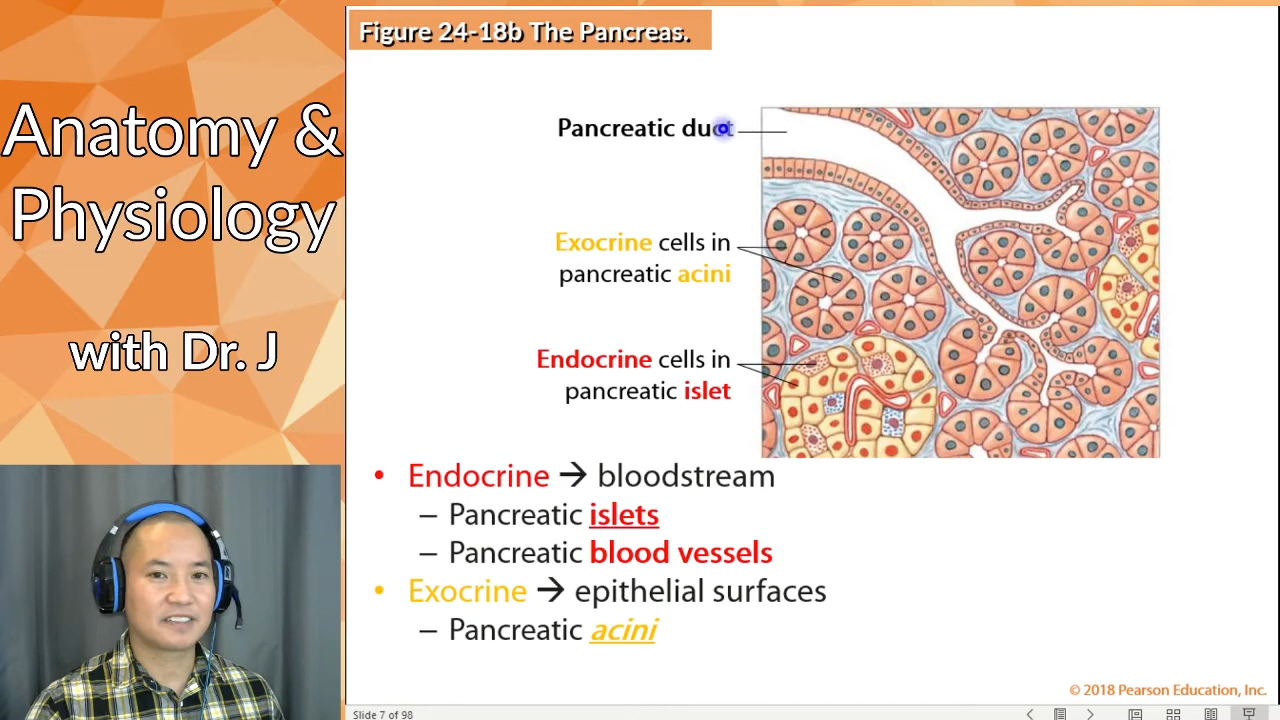 Anatomy &
Physiology
with Dr. J
Figure 24-18b The Pancreas.
Pancreatic duct
Exocrine cells in
pancreatic acini
Endocrine cells in
pancreatic islet
• Endocrine → bloodstream
– Pancreatic islets
– Pancreatic blood vessels
• Exocrine → epithelial surfaces
– Pancreatic acini
© 2018 Pearson Education, Inc.
Slide 7 of 98